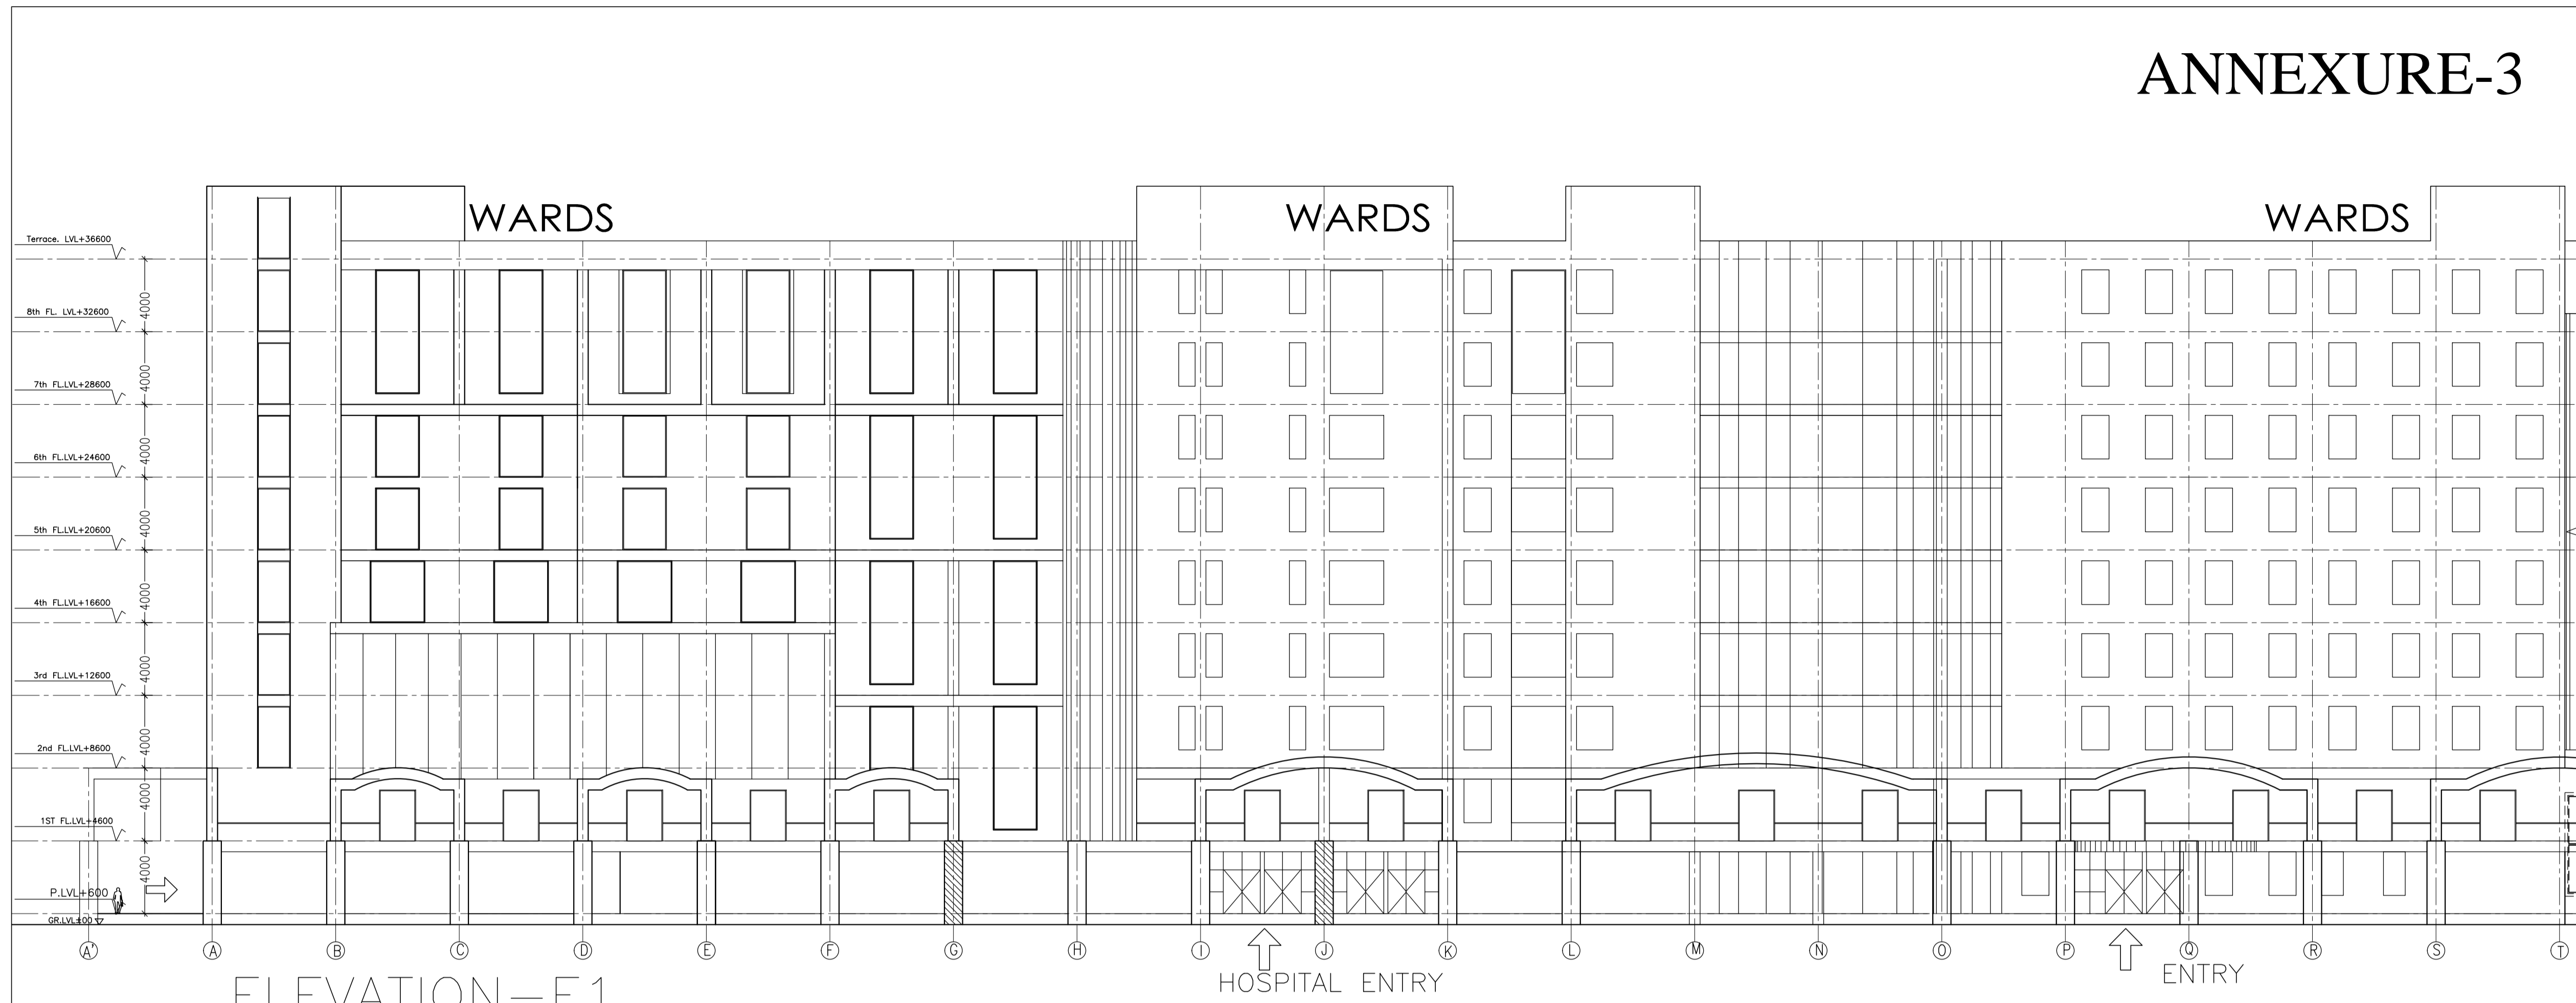 ANNEXURE-3
WARDS
WARDS
WARDS
Terrace. LVL+36600
4000
8th FL. LVL+32600
4000
7th FL.LVL+28600
4000
6th FL.LVL+24600
4000
5th FL.LVL+20600
4000
4th FL.LVL+16600
4000
3rd FL.LVL+12600
4000
2nd FL.LVL+8600
4000
1ST FL.LVL+4600
4000
P.LVL+600
GR.LVL±00
A' A B C D E F G H I J K L M N O P Q R S T
ELEVATION-E1
HOSPITAL ENTRY
ENTRY